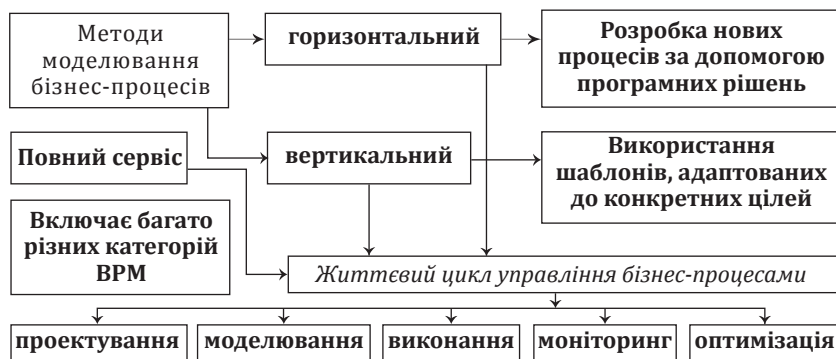 Методи
моделювання
бізнес-процесів
горизонтальний
Розробка нових
процесів за допомогою
програмних рішень
Повний сервіс
вертикальний
Використання
шаблонів, адаптованих
до конкретних цілей
Включає багато
різних категорій
ВРМ
Життєвий цикл управління бізнес-процесами
проектування
моделювання
виконання
моніторинг
оптимізація